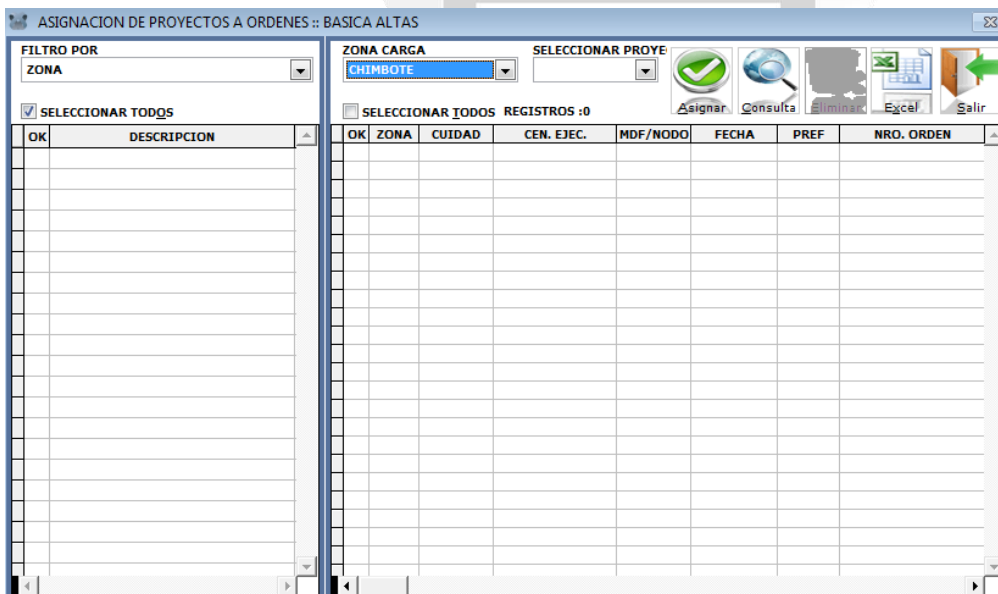 ASIGNACION DE PROYECTOS A ORDENES :: BASICA ALTAS
FILTRO POR
ZONA
SELECCIONAR TODOS
OK DESCRIPCION
ZONA CARGA SELECCIONAR PROYE
CHIMBOTE
Asignar Consulta Eliminar Excel Salir
SELECCIONAR TODOS REGISTROS :0
OK ZONA CUIDAD CEN. EJEC. MDF/NODO FECHA PREF NRO. ORDEN